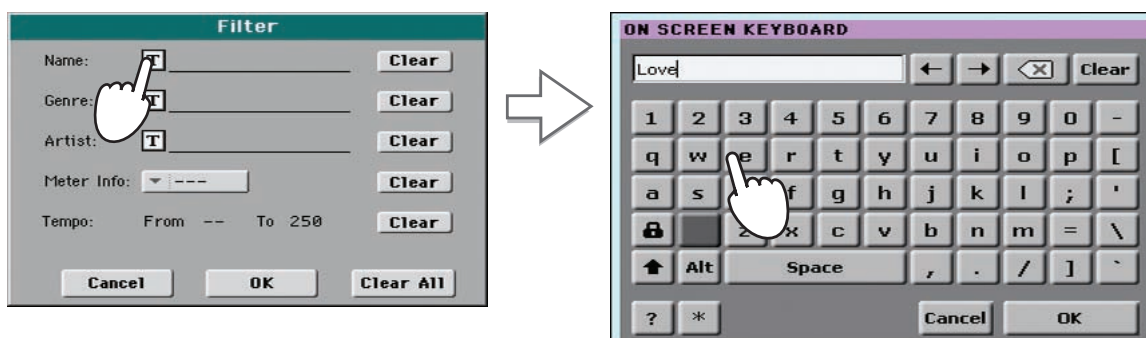 Filter
Name: T Clear
Genre: T Clear
Artist: T Clear
Meter Info: --- Clear
Tempo: From -- To 250 Clear
Cancel OK Clear All
ON SCREEN KEYBOARD
Love Clear
1 2 3 4 5 6 7 8 9 0 -
q w e r t y u i o p [
a s f g h j k l ; '
z x c v b n m = \
Alt Space , . / ] `
? * Cancel OK